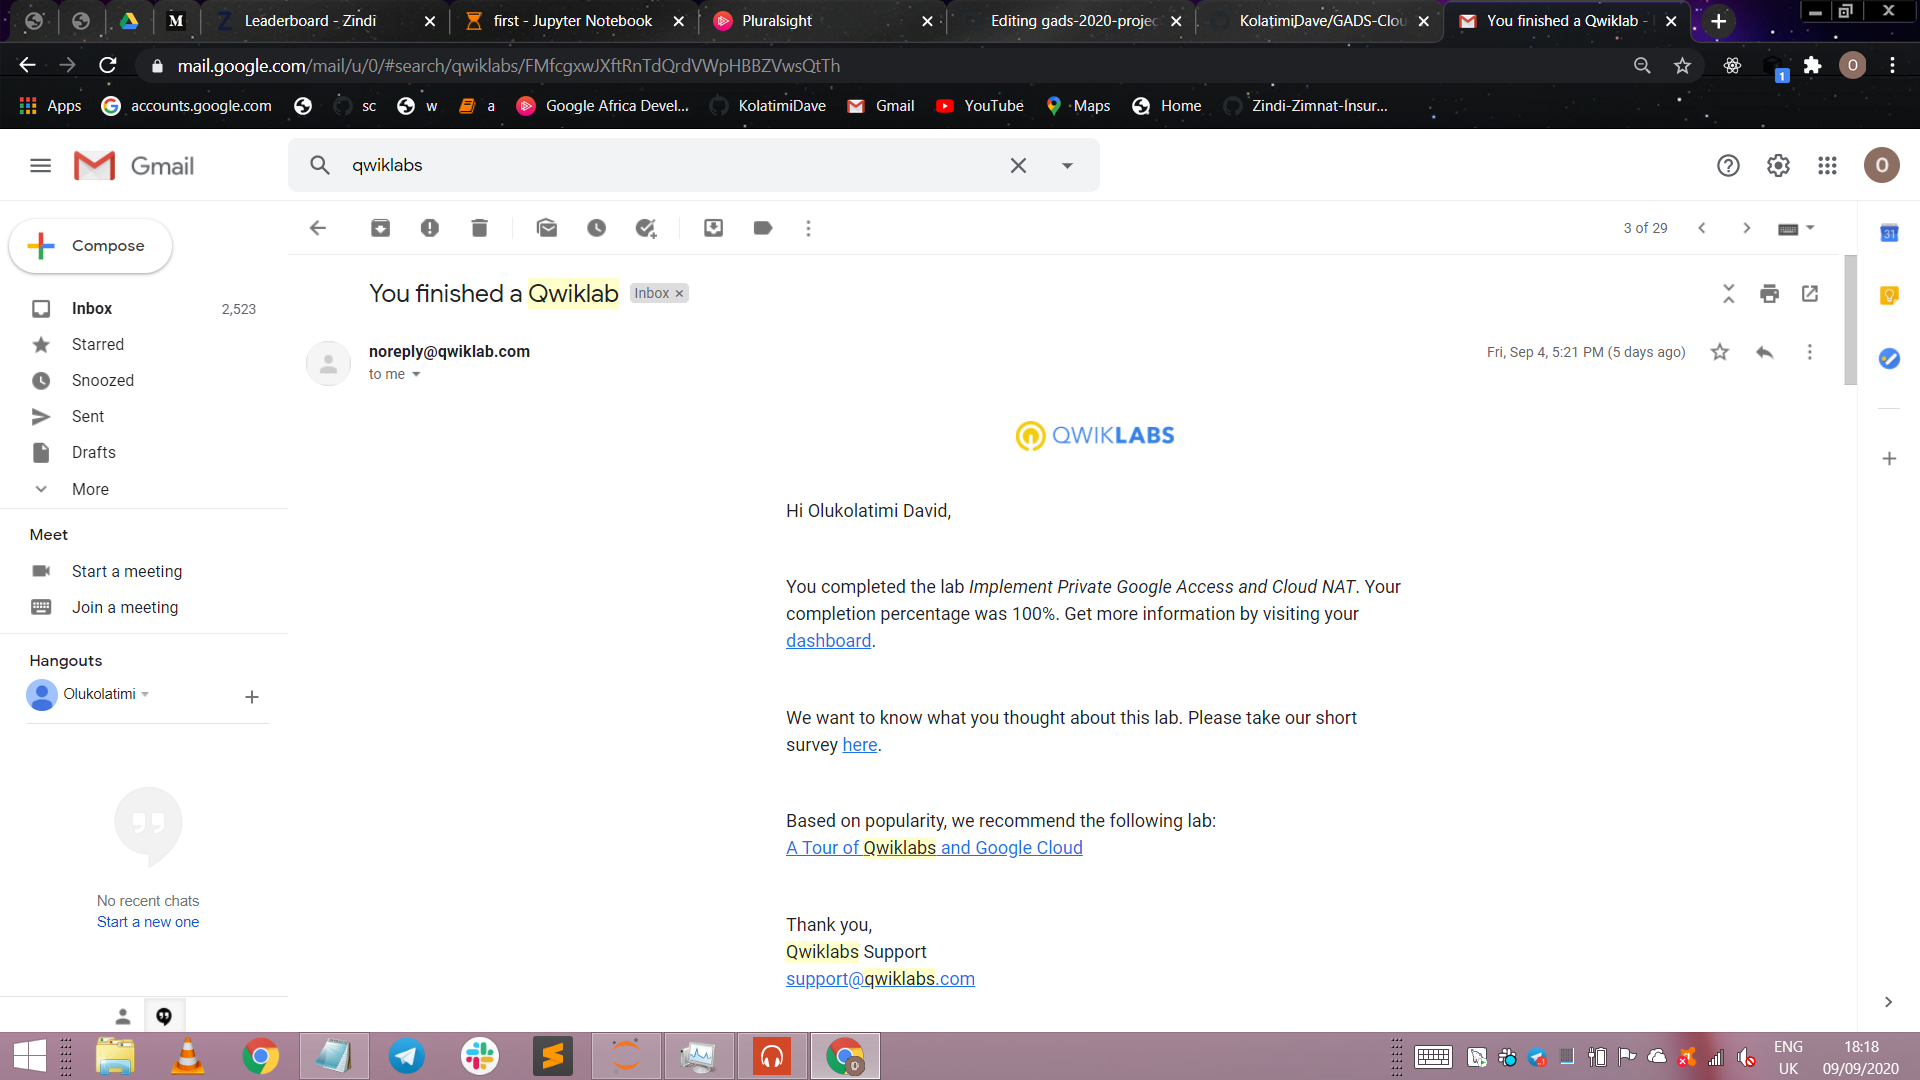 M
Leaderboard - Zindi
first - Jupyter Notebook
Pluralsight
Editing gads-2020-projec
KolatimiDave/GADS-Clou
You finished a Qwiklab -
mail.google.com/mail/u/0/#search/qwiklabs/FMfcgxwJXftRnTdQrdVWpHBBZVwsQtTh
O
1
Apps
accounts.google.com
sc
w
a
Google Africa Devel...
KolatimiDave
Gmail
YouTube
Maps
Home
Zindi-Zimnat-Insur...
Gmail
qwiklabs
O
Compose
3 of 29
31
Inbox 2,523
Starred
Snoozed
Sent
Drafts
More
Meet
Start a meeting
Join a meeting
Hangouts
Olukolatimi
No recent chats
Start a new one
You finished a Qwiklab Inbox ×
noreply@qwiklab.com
Fri, Sep 4, 5:21 PM (5 days ago)
to me
QWIKLABS
Hi Olukolatimi David,
You completed the lab Implement Private Google Access and Cloud NAT. Your
completion percentage was 100%. Get more information by visiting your
dashboard.
We want to know what you thought about this lab. Please take our short
survey here.
Based on popularity, we recommend the following lab:
A Tour of Qwiklabs and Google Cloud
Thank you,
Qwiklabs Support
support@qwiklabs.com
ENG
UK
18:18
09/09/2020